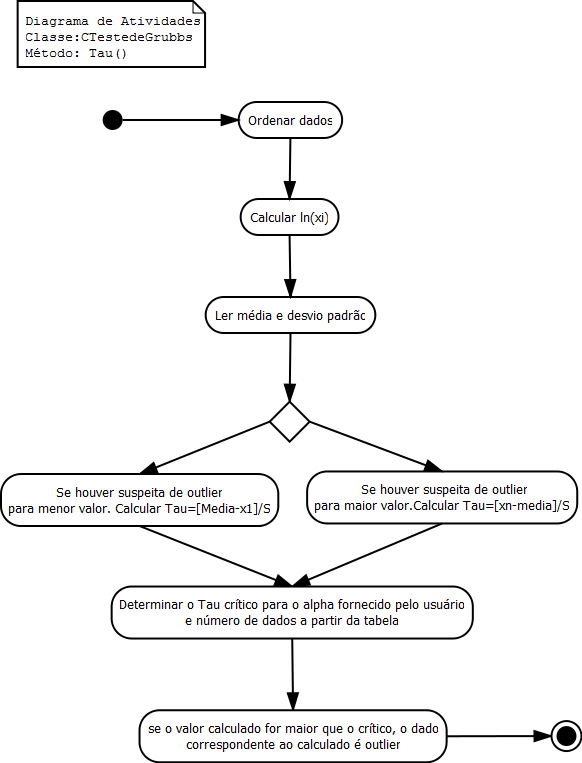 Diagrama de Atividades
Classe:CTestedeGrubbs
Método: Tau()
Ordenar dados
Calcular ln(xi)
Ler média e desvio padrão
Se houver suspeita de outlier
para menor valor. Calcular Tau=[Media-x1]/S
Se houver suspeita de outlier
para maior valor.Calcular Tau=[xn-media]/S
Determinar o Tau crítico para o alpha fornecido pelo usuário
e número de dados a partir da tabela
se o valor calculado for maior que o crítico, o dado
correspondente ao calculado é outlier